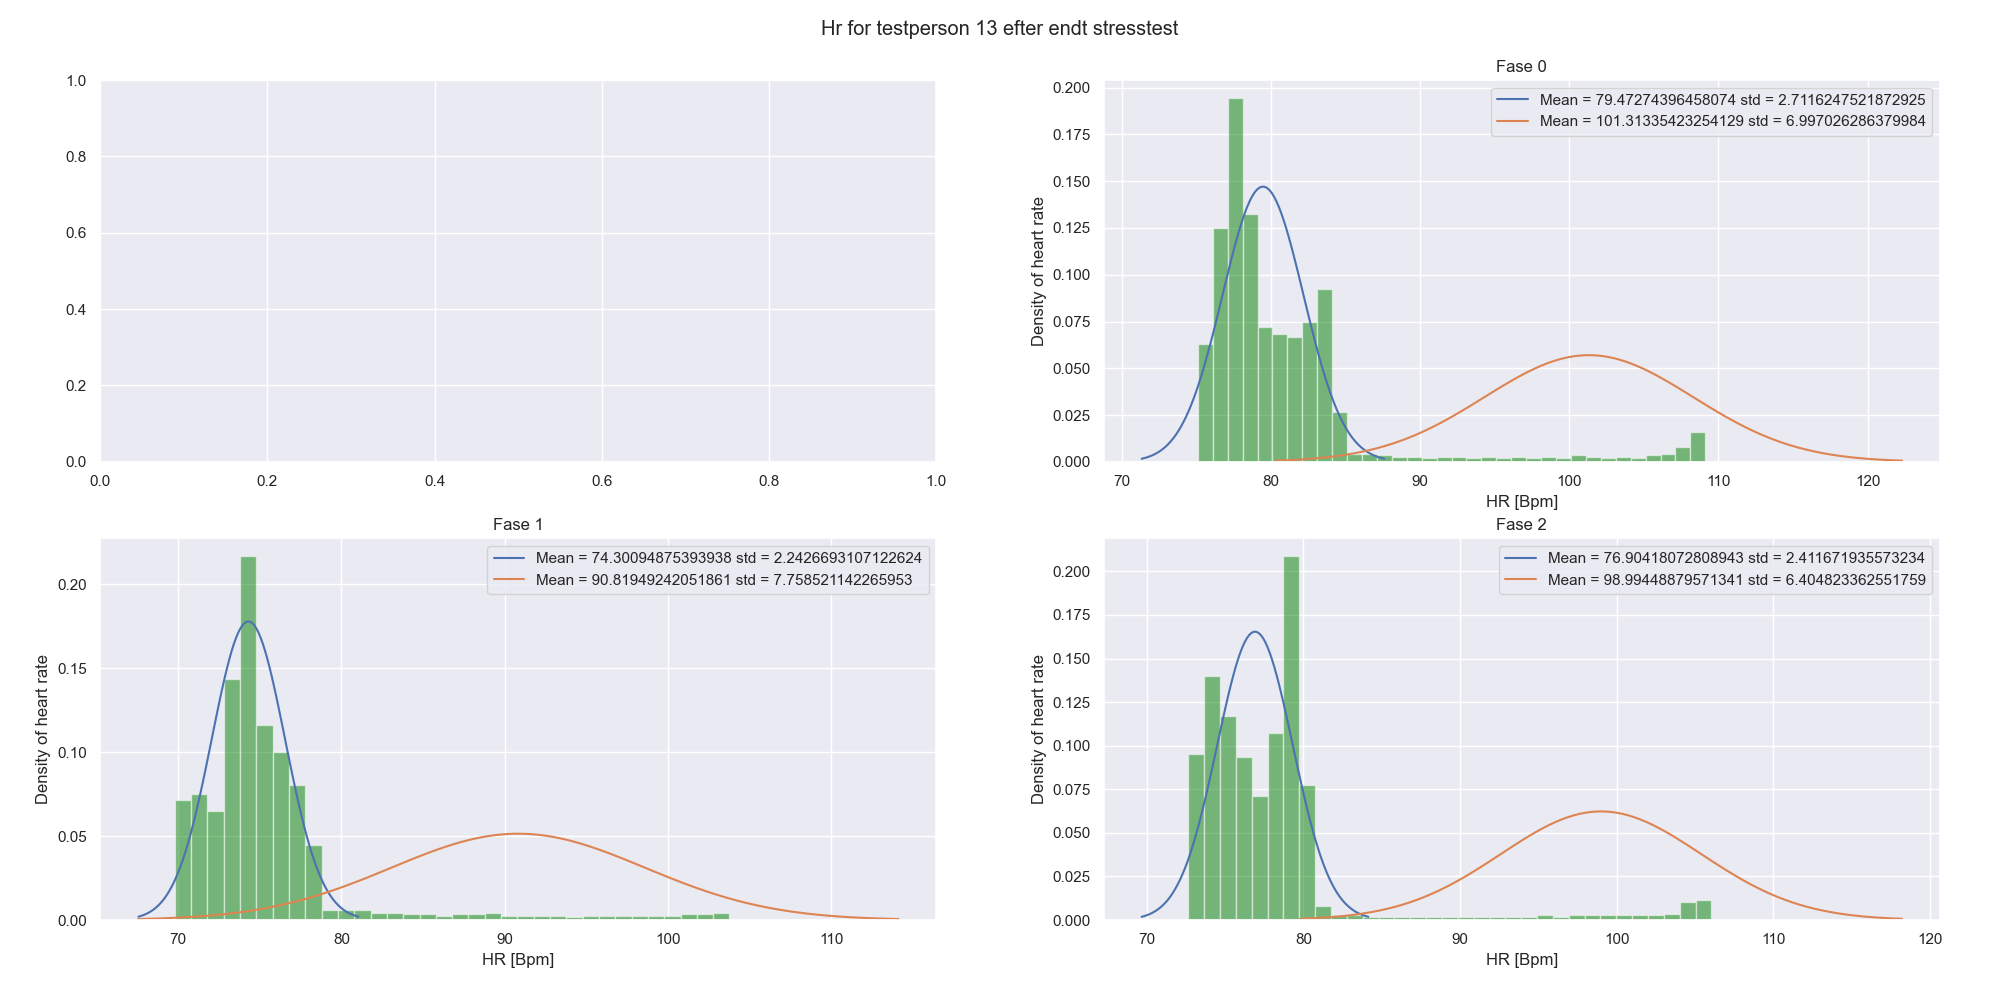 Hr for testperson 13 efter endt stresstest
1.0
0.8
0.6
0.4
0.2
0.0
0.0 0.2 0.4 0.6 0.8 1.0
Fase 0
Mean = 79.47274396458074 std = 2.7116247521872925
Mean = 101.31335423254129 std = 6.997026286379984
Density of heart rate
0.200
0.175
0.150
0.125
0.100
0.075
0.050
0.025
0.000
70 80 90 100 110 120
HR [Bpm]
Fase 1
Mean = 74.30094875393938 std = 2.2426693107122624
Mean = 90.81949242051861 std = 7.758521142265953
Density of heart rate
0.20
0.15
0.10
0.05
0.00
70 80 90 100 110
HR [Bpm]
Fase 2
Mean = 76.90418072808943 std = 2.411671935573234
Mean = 98.99448879571341 std = 6.404823362551759
Density of heart rate
0.200
0.175
0.150
0.125
0.100
0.075
0.050
0.025
0.000
70 80 90 100 110 120
HR [Bpm]